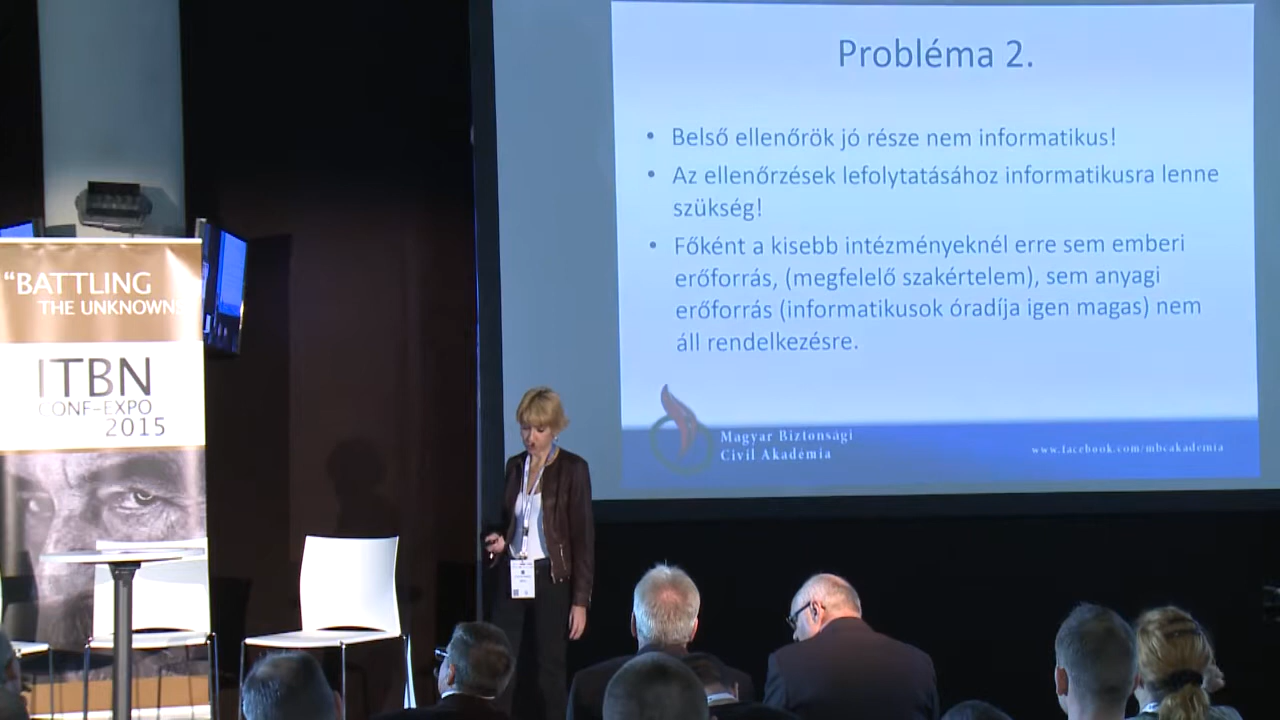 Probléma 2.
• Belső ellenőrök jó része nem informatikus!
• Az ellenőrzések lefolytatásához informatikusra lenne
szükség!
• Főként a kisebb intézményeknél erre sem emberi
erőforrás, (megfelelő szakértelem), sem anyagi
erőforrás (informatikusok óradíja igen magas) nem
áll rendelkezésre.
Magyar Biztonsági
Civil Akadémia
www.facebook.com/mbcakademia
“BATTLING
THE UNKNOWN
ITBN
CONF-EXPO
2015